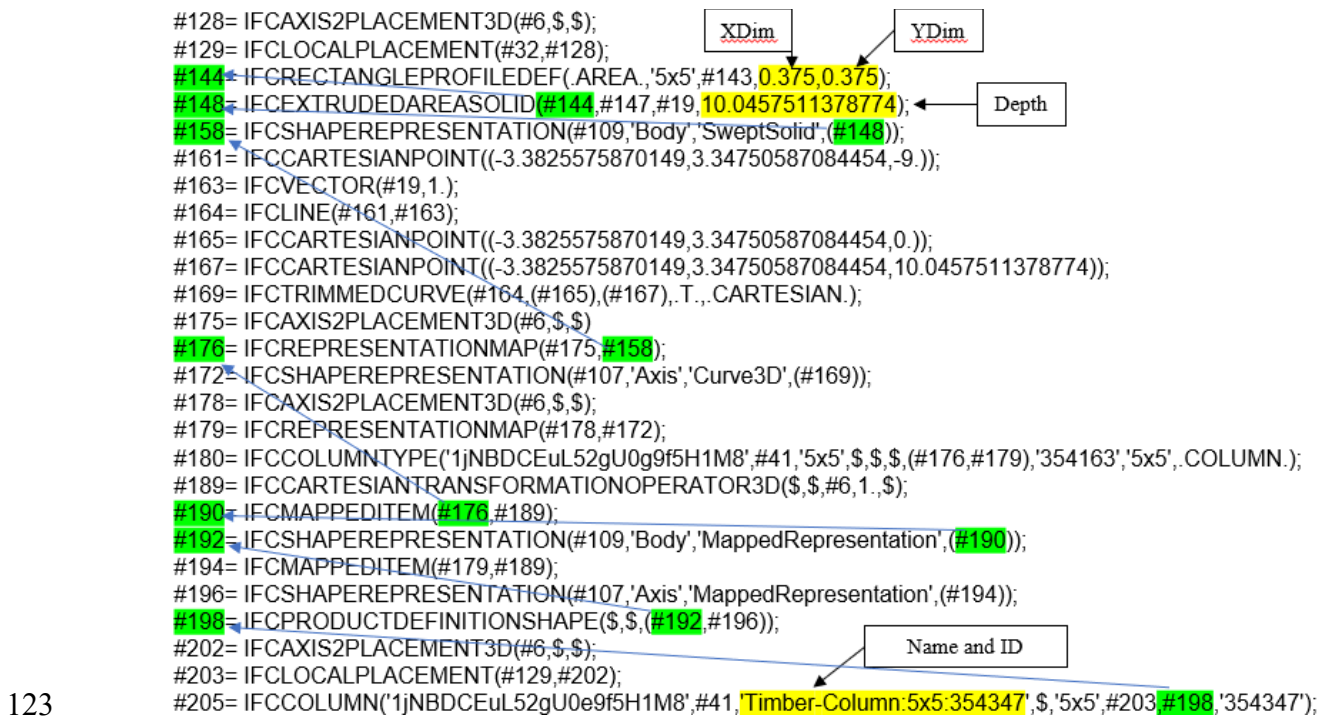 #128= IFCAXIS2PLACEMENT3D(#6,$,$);
XDim
YDim
#129= IFCLOCALPLACEMENT(#32,#128);
#144= IFCRECTANGLEPROFILEDEF(.AREA.,'5x5',#143,0.375,0.375);
#148= IFCEXTRUDEDAREASOLID(#144,#147,#19,10.0457511378774);
Depth
#158= IFCSHAPEREPRESENTATION(#109,'Body','SweptSolid',(#148));
#161= IFCCARTESIANPOINT((-3.3825575870149,3.34750587084454,-9.));
#163= IFCVECTOR(#19,1.);
#164= IFCLINE(#161,#163);
#165= IFCCARTESIANPOINT((-3.3825575870149,3.34750587084454,0.));
#167= IFCCARTESIANPOINT((-3.3825575870149,3.34750587084454,10.0457511378774));
#169= IFCTRIMMEDCURVE(#164,(#165),(#167),.T.,.CARTESIAN.);
#175= IFCAXIS2PLACEMENT3D(#6,$,$)
#176= IFCREPRESENTATIONMAP(#175,#158);
#172= IFCSHAPEREPRESENTATION(#107,'Axis','Curve3D',(#169));
#178= IFCAXIS2PLACEMENT3D(#6,$,$);
#179= IFCREPRESENTATIONMAP(#178,#172);
#180= IFCCOLUMNTYPE('1jNBDCEuL52gU0g9f5H1M8',#41,'5x5',$,$,$,(#176,#179),'354163','5x5',.COLUMN.);
#189= IFCCARTESIANTRANSFORMATIONOPERATOR3D($,$,#6,1.,$);
#190= IFCMAPPEDITEM(#176,#189);
#192= IFCSHAPEREPRESENTATION(#109,'Body','MappedRepresentation',(#190));
#194= IFCMAPPEDITEM(#179,#189);
#196= IFCSHAPEREPRESENTATION(#107,'Axis','MappedRepresentation',(#194));
#198= IFCPRODUCTDEFINITIONSHAPE($,$,(#192,#196));
#202= IFCAXIS2PLACEMENT3D(#6,$,$);
Name and ID
#203= IFCLOCALPLACEMENT(#129,#202);
123
#205= IFCCOLUMN('1jNBDCEuL52gU0e9f5H1M8',#41,'Timber-Column:5x5:354347',$,'5x5',#203,#198,'354347');